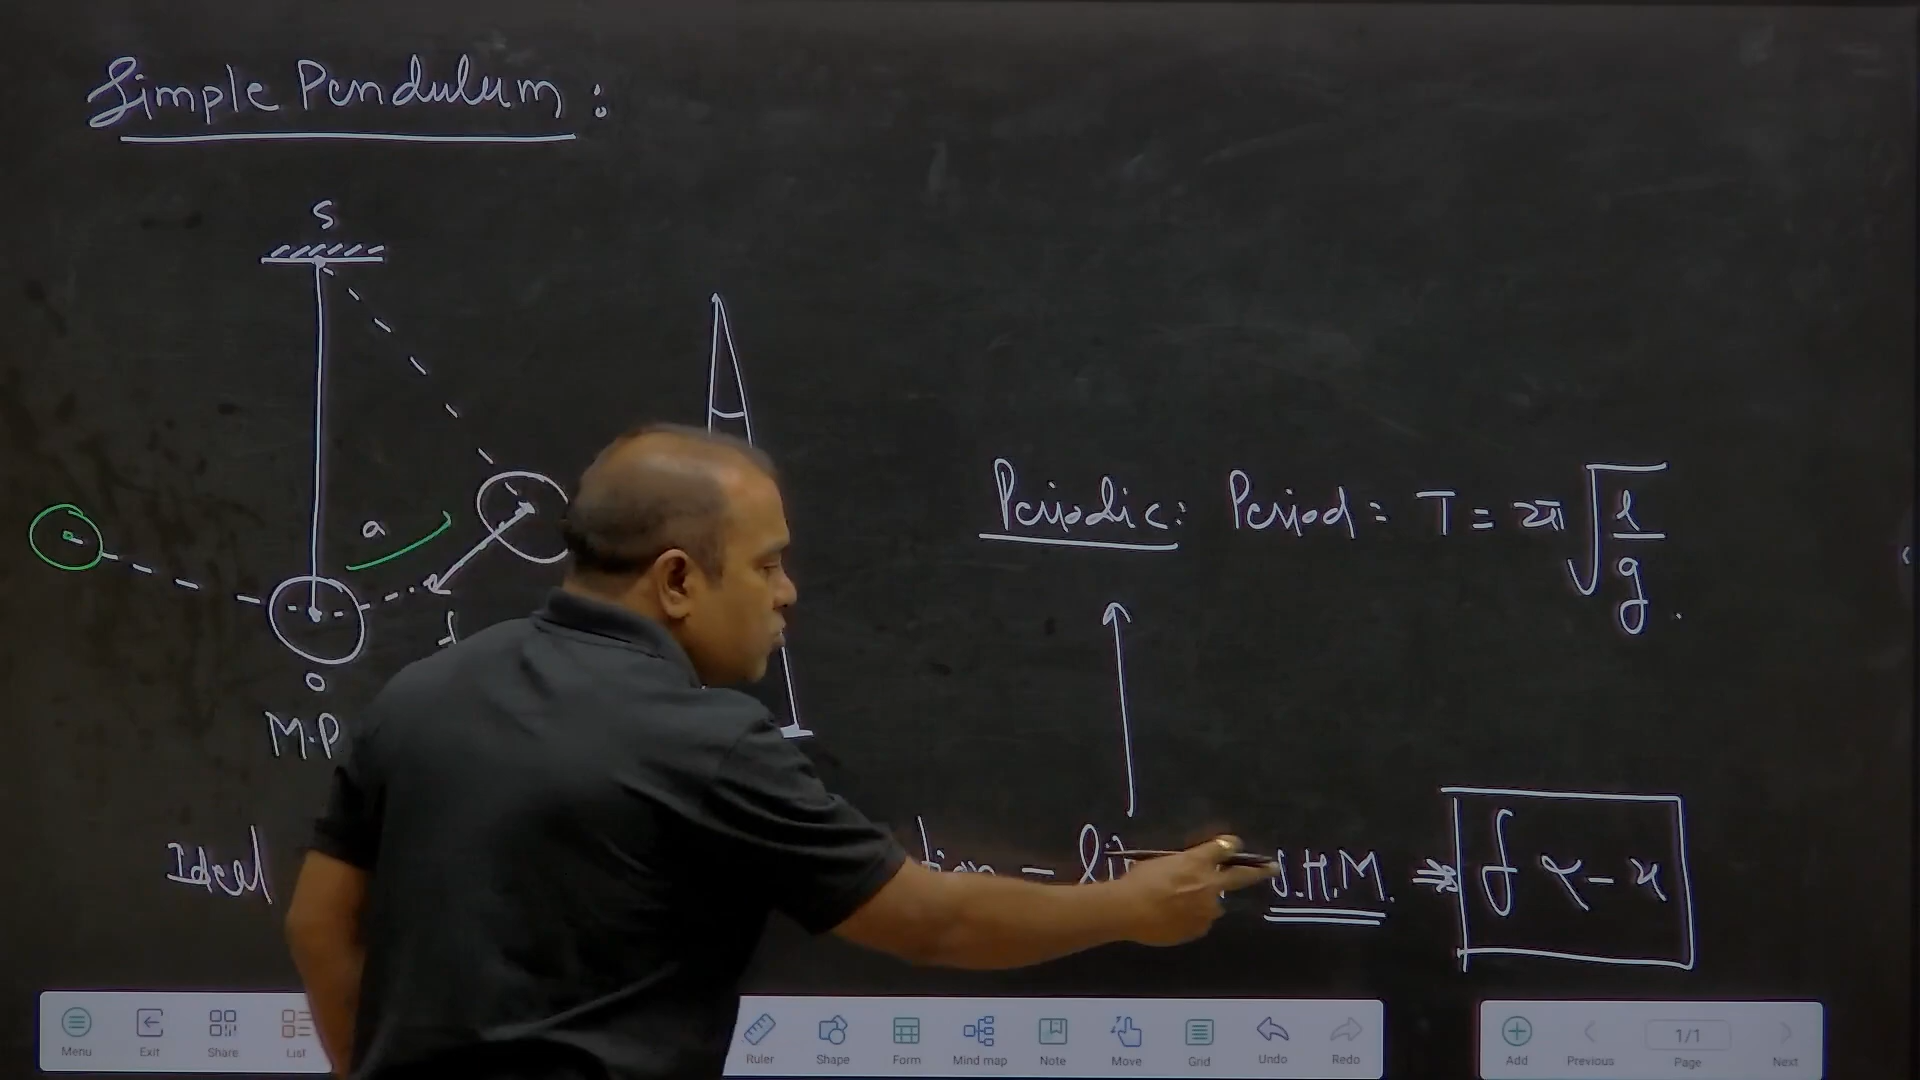 Simple Pendulum :
S
a
f
O
M.P
Periodic: Period = T = 2π √(l/g) .
Ideal
S.H.M. ⇒ f ∝ - x
Menu Exit Share List Ruler Shape Form Mind map Note Move Grid Undo Redo Add Previous 1/1 Page Next